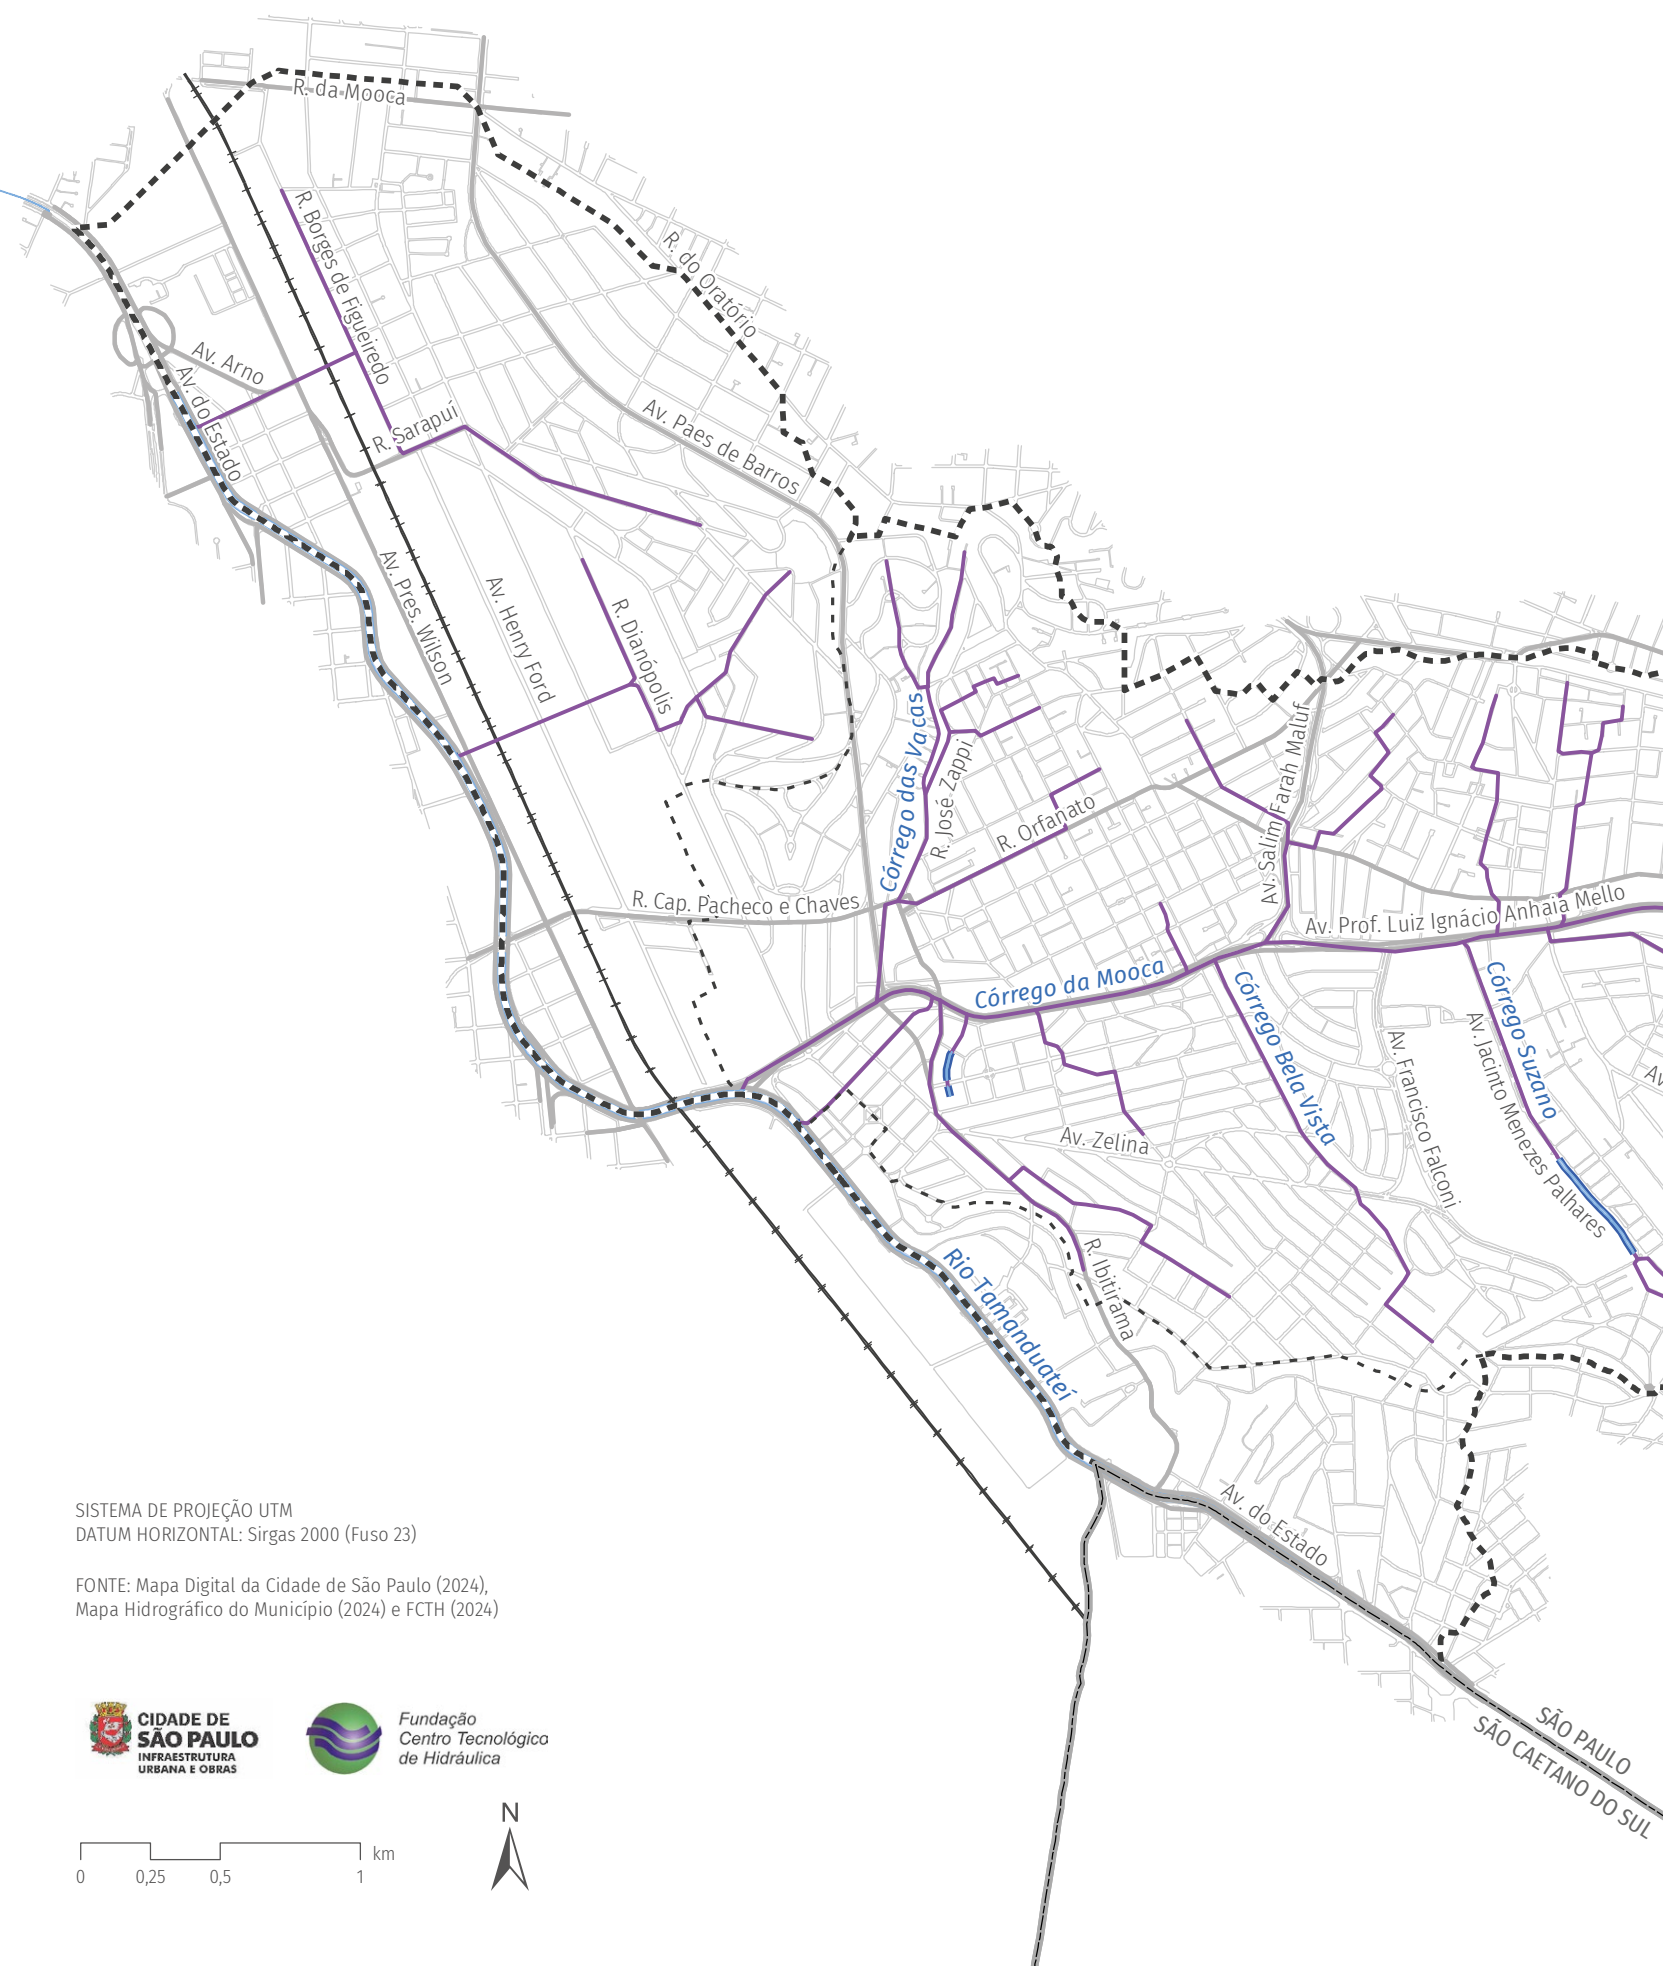 R. da Mooca
R. Borges de Figueiredo
R. do Oratório
Av. Arno
Av. do Estado
R. Sarapuí
Av. Paes de Barros
Av. Pres. Wilson
Av. Henry Ford
R. Dianópolis
Córrego das Vacas
R. José Zappi
R. Orfanato
Av. Salim Farah Maluf
R. Cap. Pacheco e Chaves
Av. Prof. Luiz Ignácio Anhaia Mello
Córrego da Mooca
Córrego Bela Vista
Córrego Suzano
Av. Francisco Falconi
Av. Jacinto Menezes Palhares
Av
Av. Zelina
R. Ibitirama
Rio Tamanduateí
Av. do Estado
SÃO PAULO
SÃO CAETANO DO SUL
SISTEMA DE PROJEÇÃO UTM
DATUM HORIZONTAL: Sirgas 2000 (Fuso 23)
FONTE: Mapa Digital da Cidade de São Paulo (2024),
Mapa Hidrográfico do Município (2024) e FCTH (2024)
CIDADE DE
SÃO PAULO
INFRAESTRUTURA
URBANA E OBRAS
Fundação
Centro Tecnológico
de Hidráulica
N
km
0 0,25 0,5 1